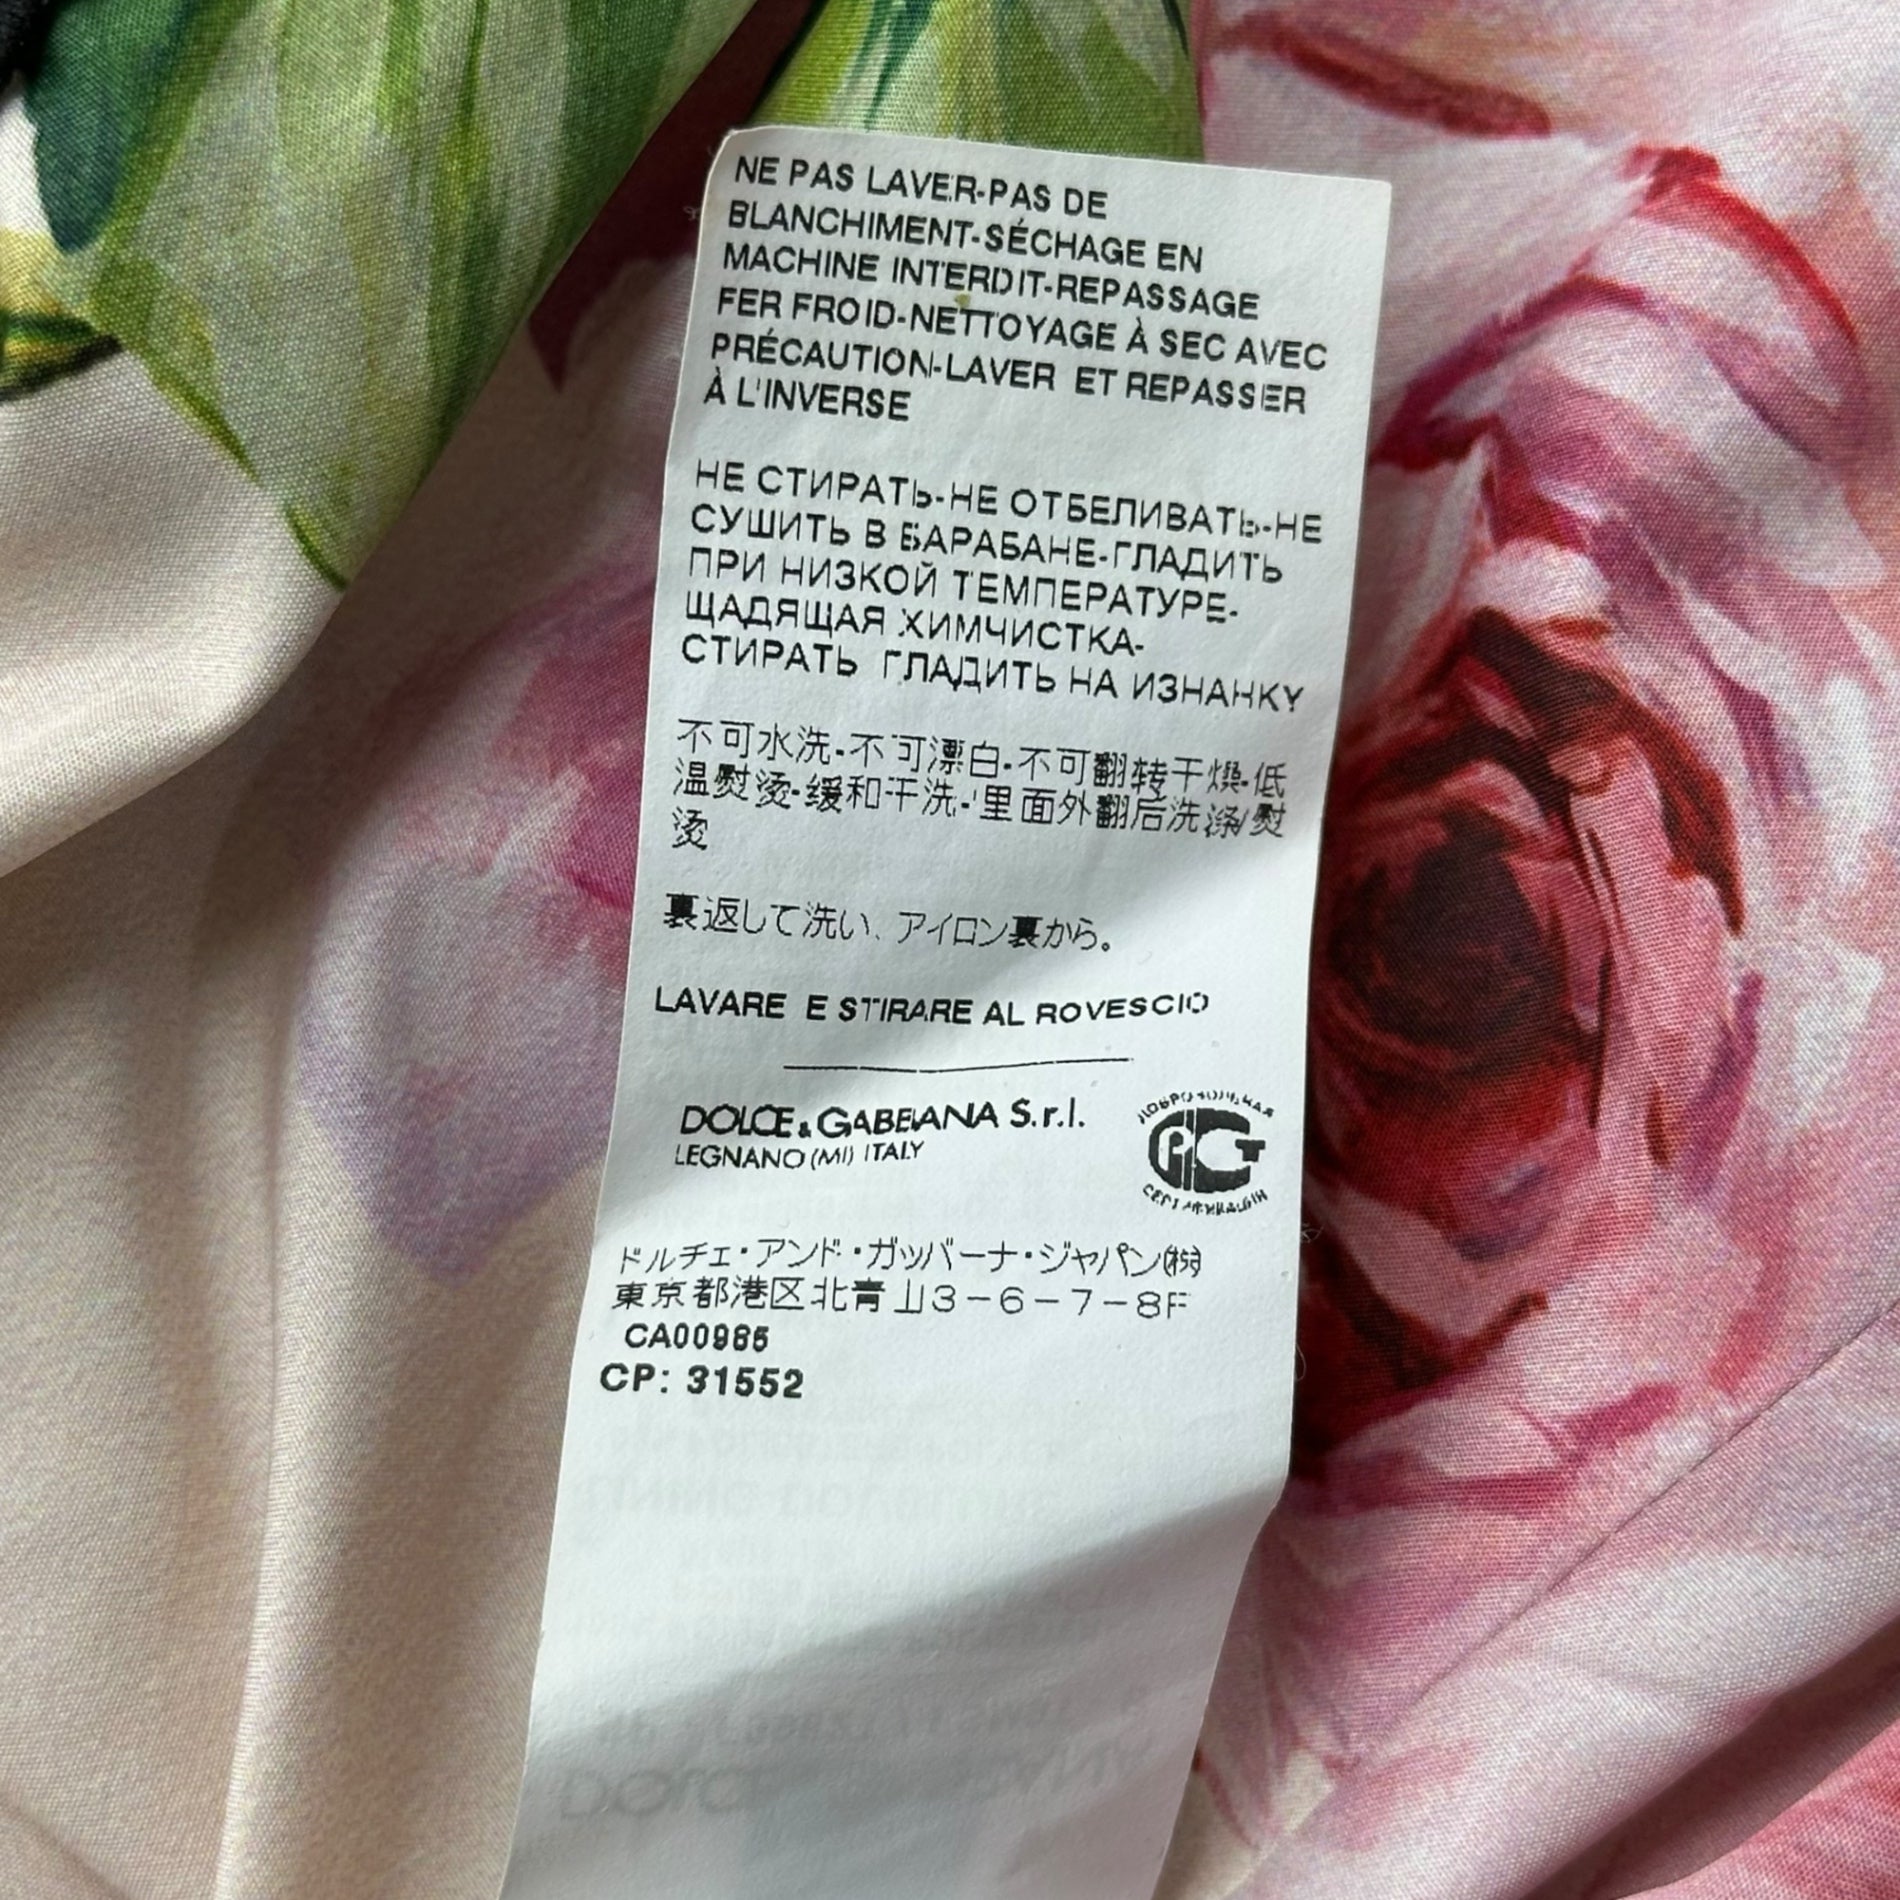 NE PAS LAVER-PAS DE
BLANCHIMENT-SÉCHAGE EN
MACHINE INTERDIT-REPASSAGE
FER FROID-NETTOYAGE À SEC AVEC
PRÉCAUTION-LAVER ET REPASSER
À L'INVERSE
НЕ СТИРАТЬ-НЕ ОТБЕЛИВАТЬ-НЕ
СУШИТЬ В БАРАБАНЕ-ГЛАДИТЬ
ПРИ НИЗКОЙ ТЕМПЕРАТУРЕ-
ЩАДЯЩАЯ ХИМЧИСТКА-
СТИРАТЬ ГЛАДИТЬ НА ИЗНАНКУ
不可水洗-不可漂白-不可翻转干燥-低
温熨烫-缓和干洗-里面外翻后洗涤/熨
烫
裏返して洗い、アイロン裏から。
LAVARE E STIRARE AL ROVESCIO
DOLCE & GABBANA S.r.l.
LEGNANO (MI) ITALY
ドルチェ・アンド・ガッバーナ・ジャパン㈱
東京都港区北青山3-6-7-8F
CA00985
CP: 31552